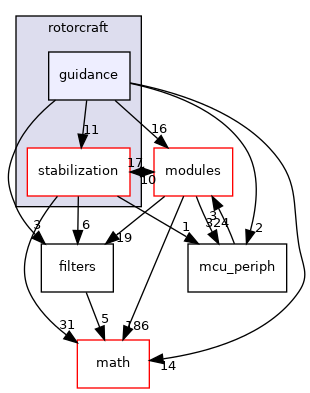 rotorcraft
guidance
11
16
stabilization
17
10
modules
3
6
19
1
3
324
2
filters
mcu_periph
31
5
186
14
math